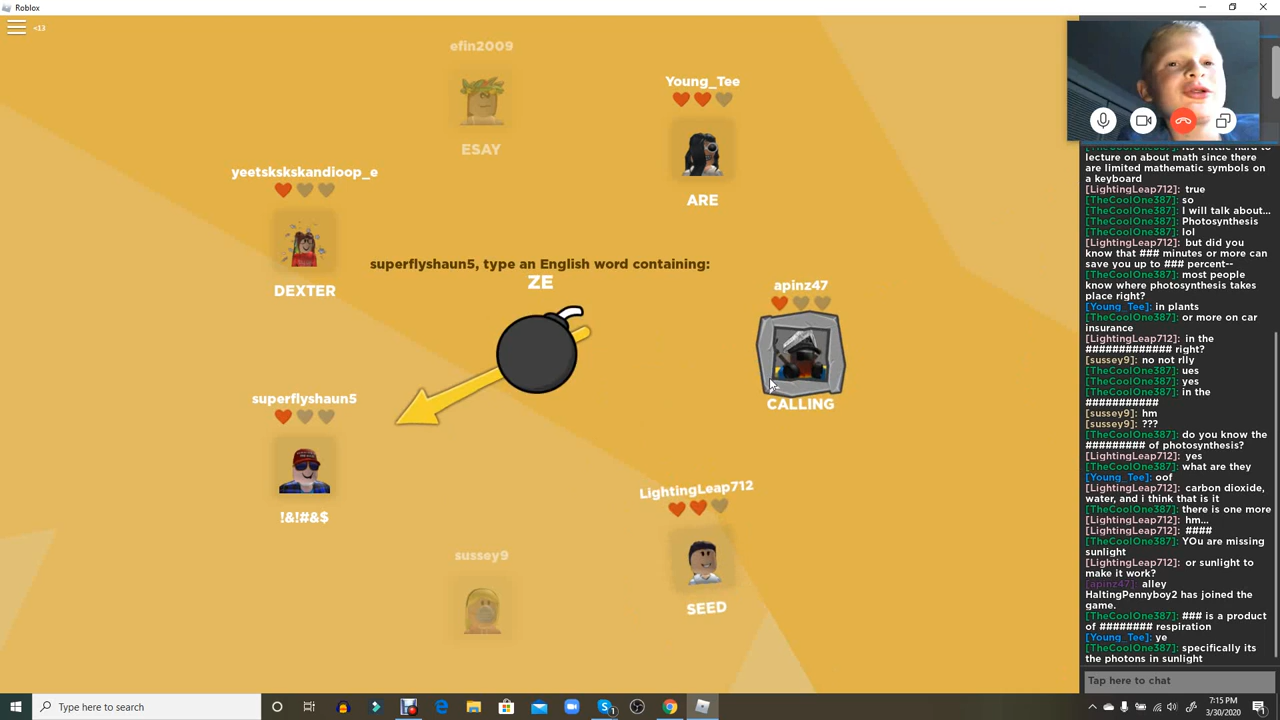 Roblox
<13
efin2009
ESAY
Young_Tee
ARE
yeetskskskandioop_e
DEXTER
superflyshaun5, type an English word containing:
ZE
apinz47
CALLING
superflyshaun5
!&!#&$
LightingLeap712
SEED
sussey9
[TheCoolOne387]: its a little hard to
lecture on about math since there
are limited mathematic symbols on
a keyboard
[LightingLeap712]: true
[TheCoolOne387]: so
[TheCoolOne387]: I will talk about...
[TheCoolOne387]: Photosynthesis
[TheCoolOne387]: lol
[LightingLeap712]: but did you
know that ### minutes or more can
save you up to ### percent--
[TheCoolOne387]: most people
know where photosynthesis takes
place right?
[Young_Tee]: in plants
[TheCoolOne387]: or more on car
insurance
[LightingLeap712]: in the
############# right?
[sussey9]: no not rlly
[TheCoolOne387]: ues
[TheCoolOne387]: yes
[TheCoolOne387]: in the
###########
[sussey9]: hm
[sussey9]: ???
[TheCoolOne387]: do you know the
######### of photosynthesis?
[LightingLeap712]: yes
[TheCoolOne387]: what are they
[Young_Tee]: oof
[LightingLeap712]: carbon dioxide,
water, and i think that is it
[TheCoolOne387]: there is one more
[LightingLeap712]: hm...
[LightingLeap712]: ####
[TheCoolOne387]: YOu are missing
sunlight
[LightingLeap712]: or sunlight to
make it work?
[apinz47]: alley
HaltingPennyboy2 has joined the
game.
[TheCoolOne387]: ### is a product
of ######## respiration
[Young_Tee]: ye
[TheCoolOne387]: specifically its
the photons in sunlight
Tap here to chat
Type here to search
1
7:15 PM
3/30/2020